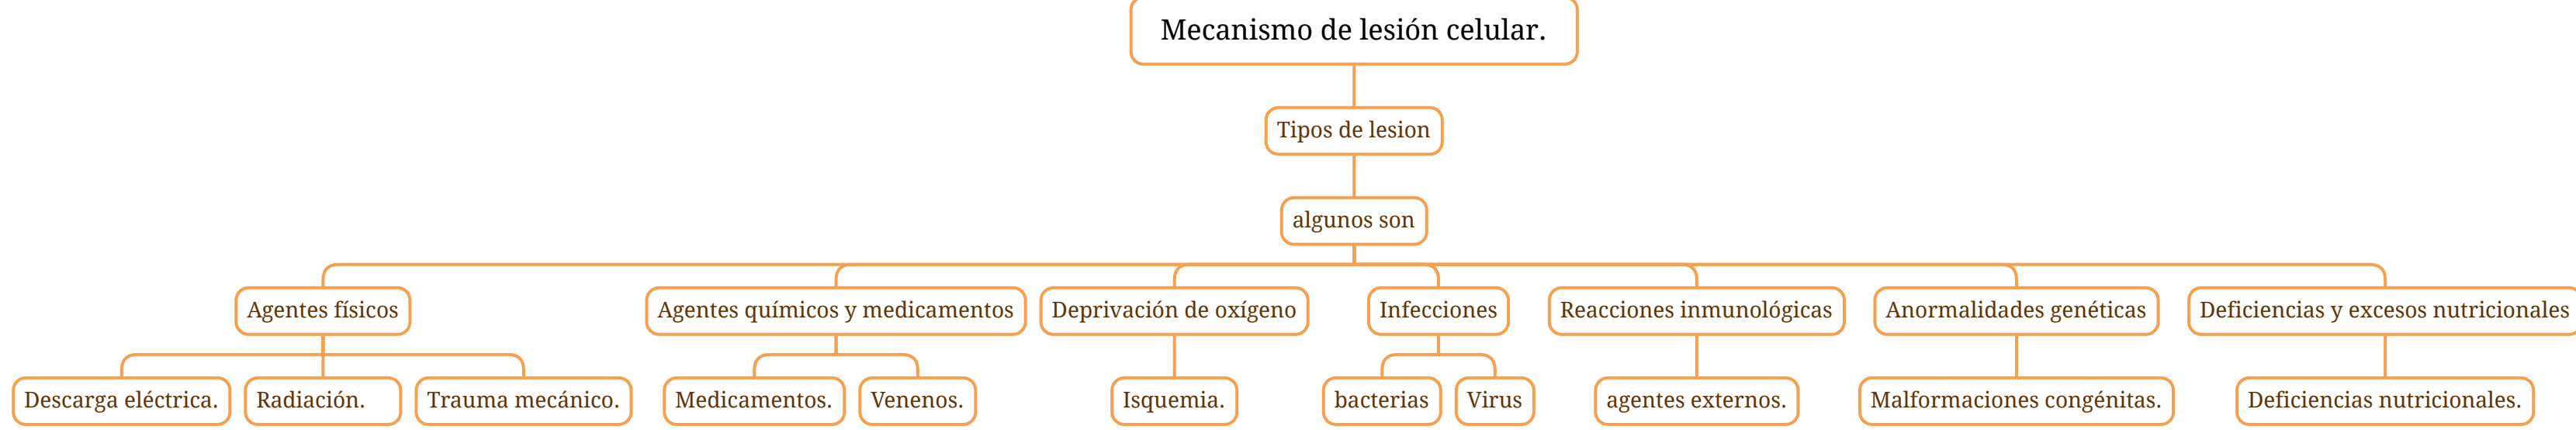 Mecanismo de lesión celular.
Tipos de lesion
algunos son
Agentes físicos
Agentes químicos y medicamentos
Deprivación de oxígeno
Infecciones
Reacciones inmunológicas
Anormalidades genéticas
Deficiencias y excesos nutricionales
Descarga eléctrica.
Radiación.
Trauma mecánico.
Medicamentos.
Venenos.
Isquemia.
bacterias
Virus
agentes externos.
Malformaciones congénitas.
Deficiencias nutricionales.